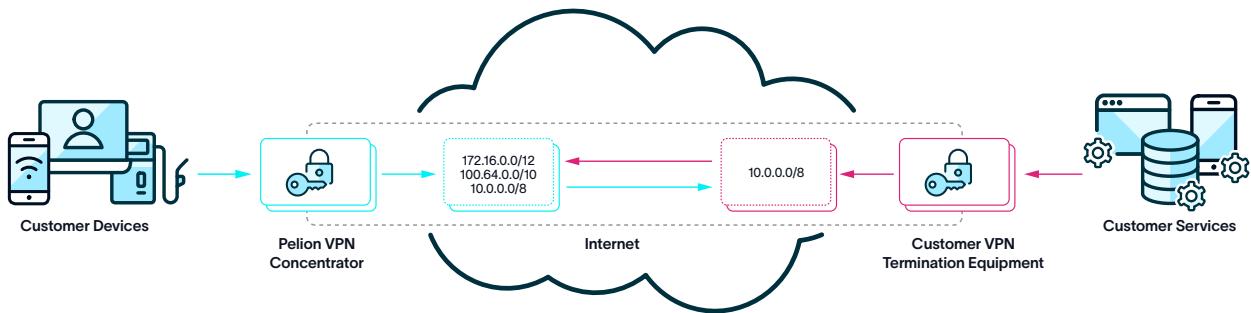 172.16.0.0/12
100.64.0.0/10
10.0.0.0/8
10.0.0.0/8
Customer Devices
Pelion VPN
Concentrator
Internet
Customer VPN
Termination Equipment
Customer Services